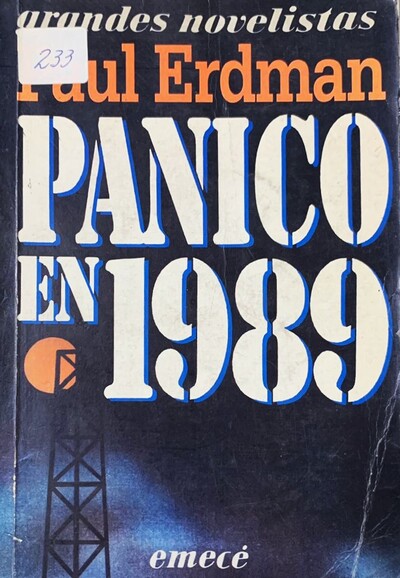 grandes novelistas
233
Paul Erdman
PANICO
EN
1989
emecé